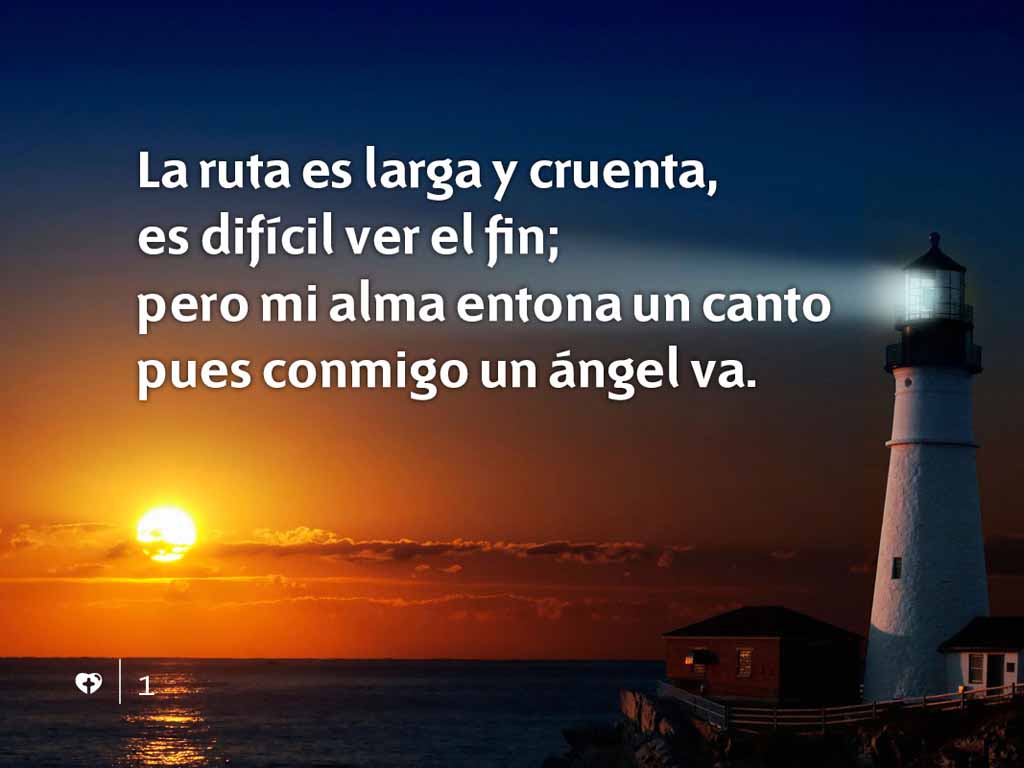 La ruta es larga y cruenta,
es difícil ver el fin;
pero mi alma entona un canto
pues conmigo un ángel va.
1